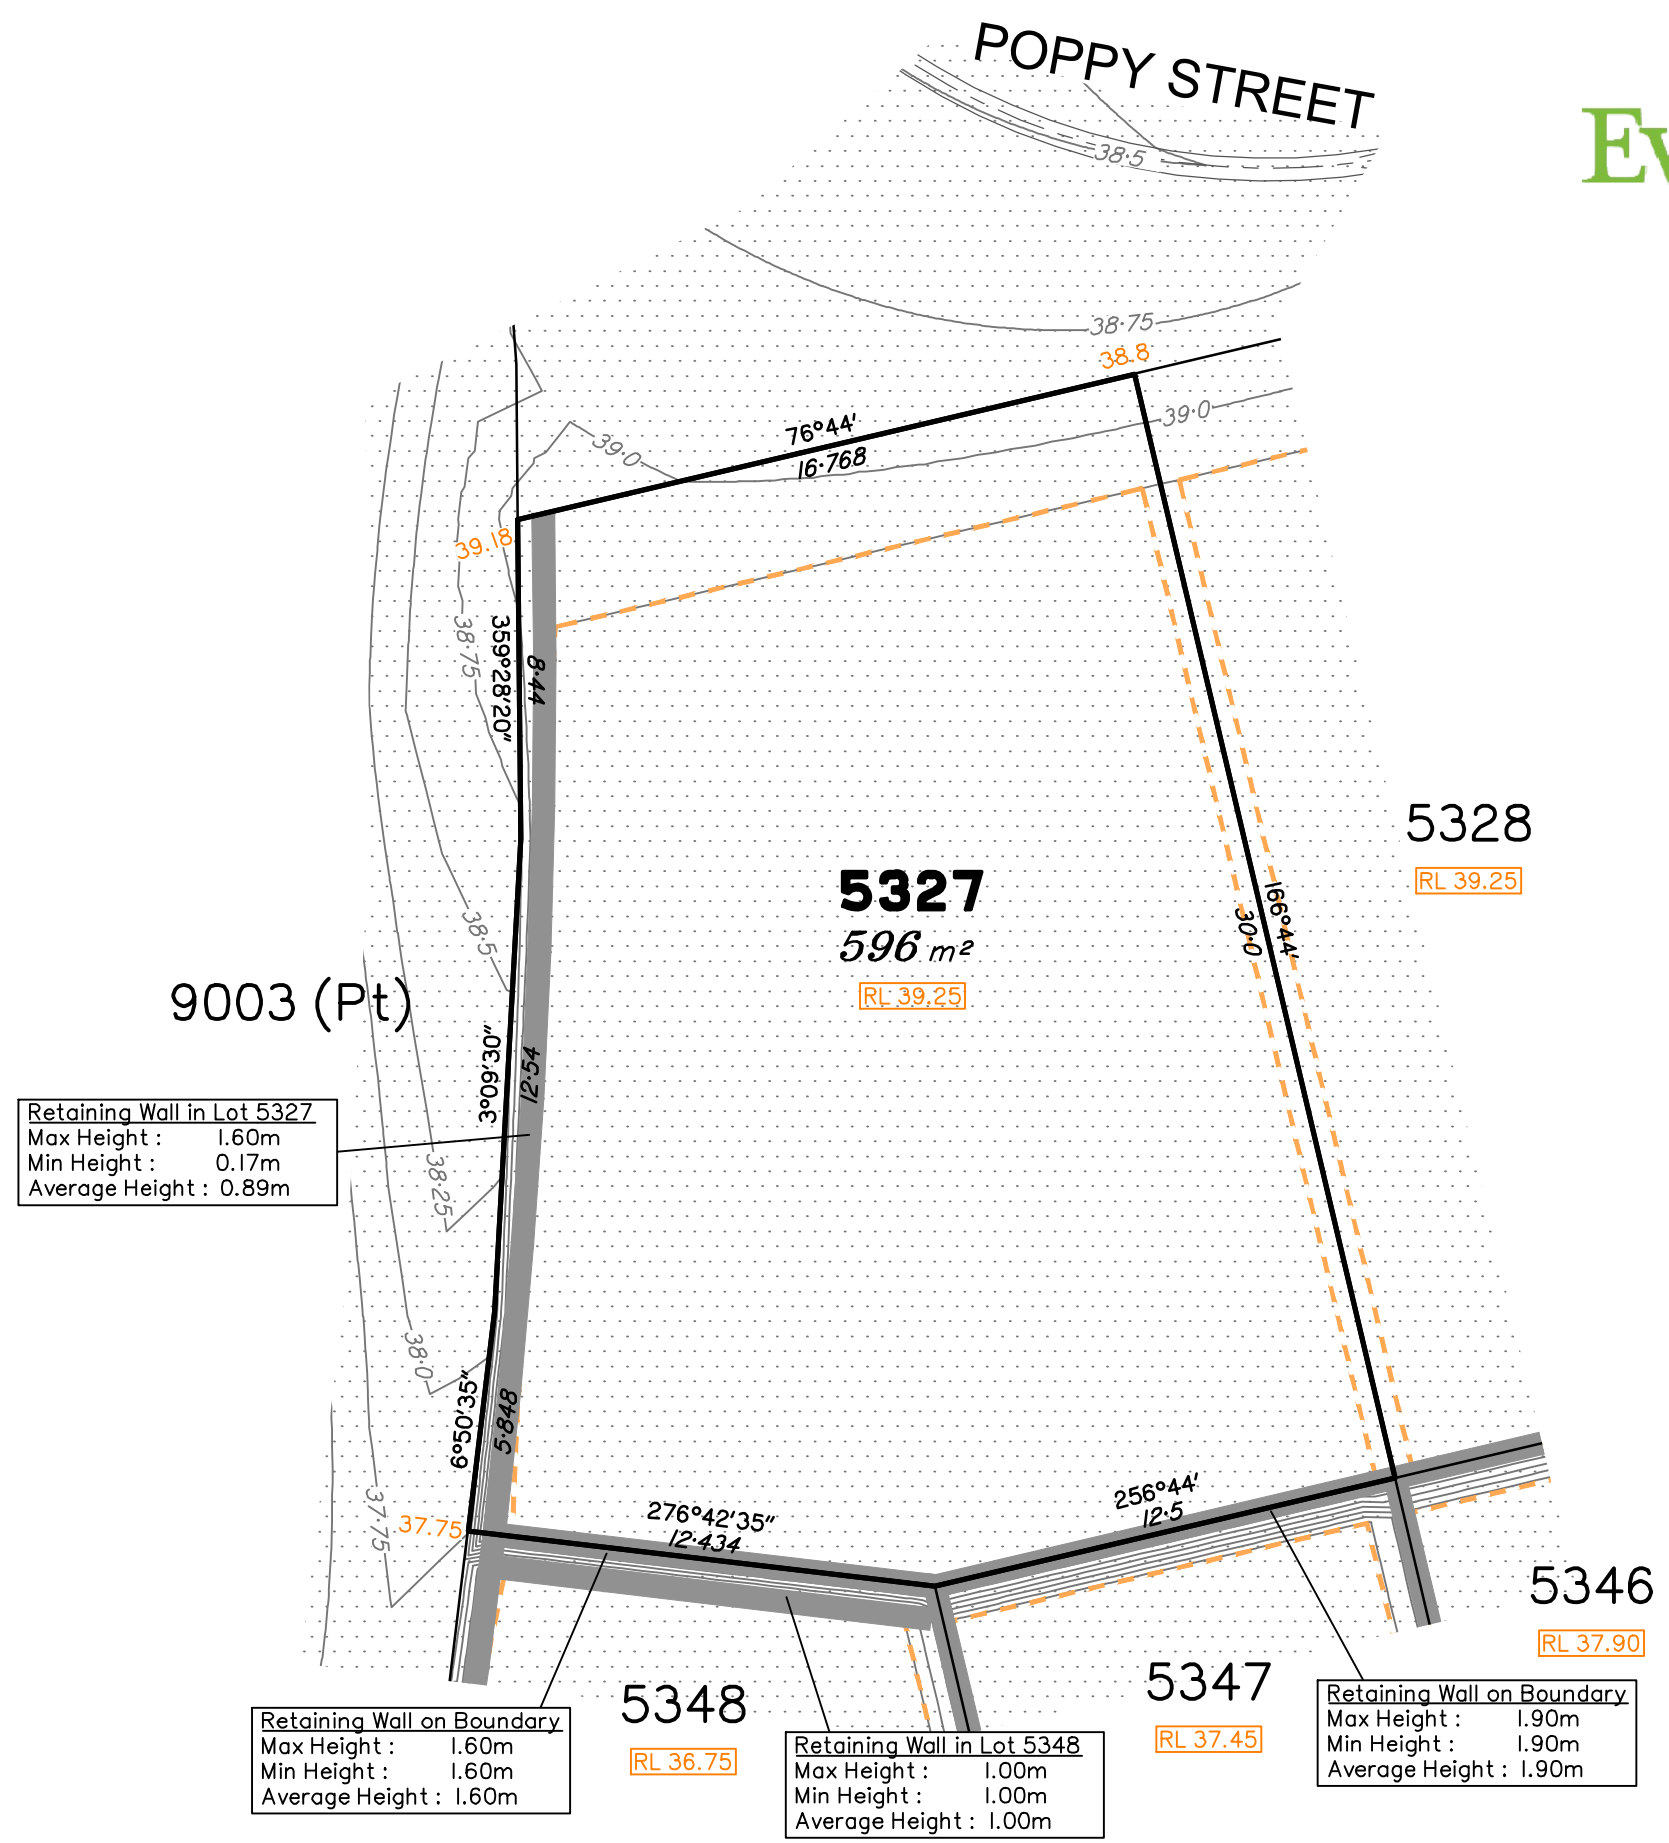 POPPY STREET
Ev
38·5
38·75
38.8
39·0
39·0
76°44'
16·768
39.18
359°28'20"
8·44
38·75
5328
RL 39.25
5327
596 m²
RL 39.25
166°44'
30·0
38·5
9003 (Pt)
3°09'30"
12·54
Retaining Wall in Lot 5327
Max Height : 1.60m
Min Height : 0.17m
Average Height : 0.89m
38·25
38·0
6°50'35"
5·848
37·75
37.75
276°42'35"
12·434
256°44'
12·5
5346
RL 37.90
5347
RL 37.45
5348
RL 36.75
Retaining Wall on Boundary
Max Height : 1.60m
Min Height : 1.60m
Average Height : 1.60m
Retaining Wall in Lot 5348
Max Height : 1.00m
Min Height : 1.00m
Average Height : 1.00m
Retaining Wall on Boundary
Max Height : 1.90m
Min Height : 1.90m
Average Height : 1.90m